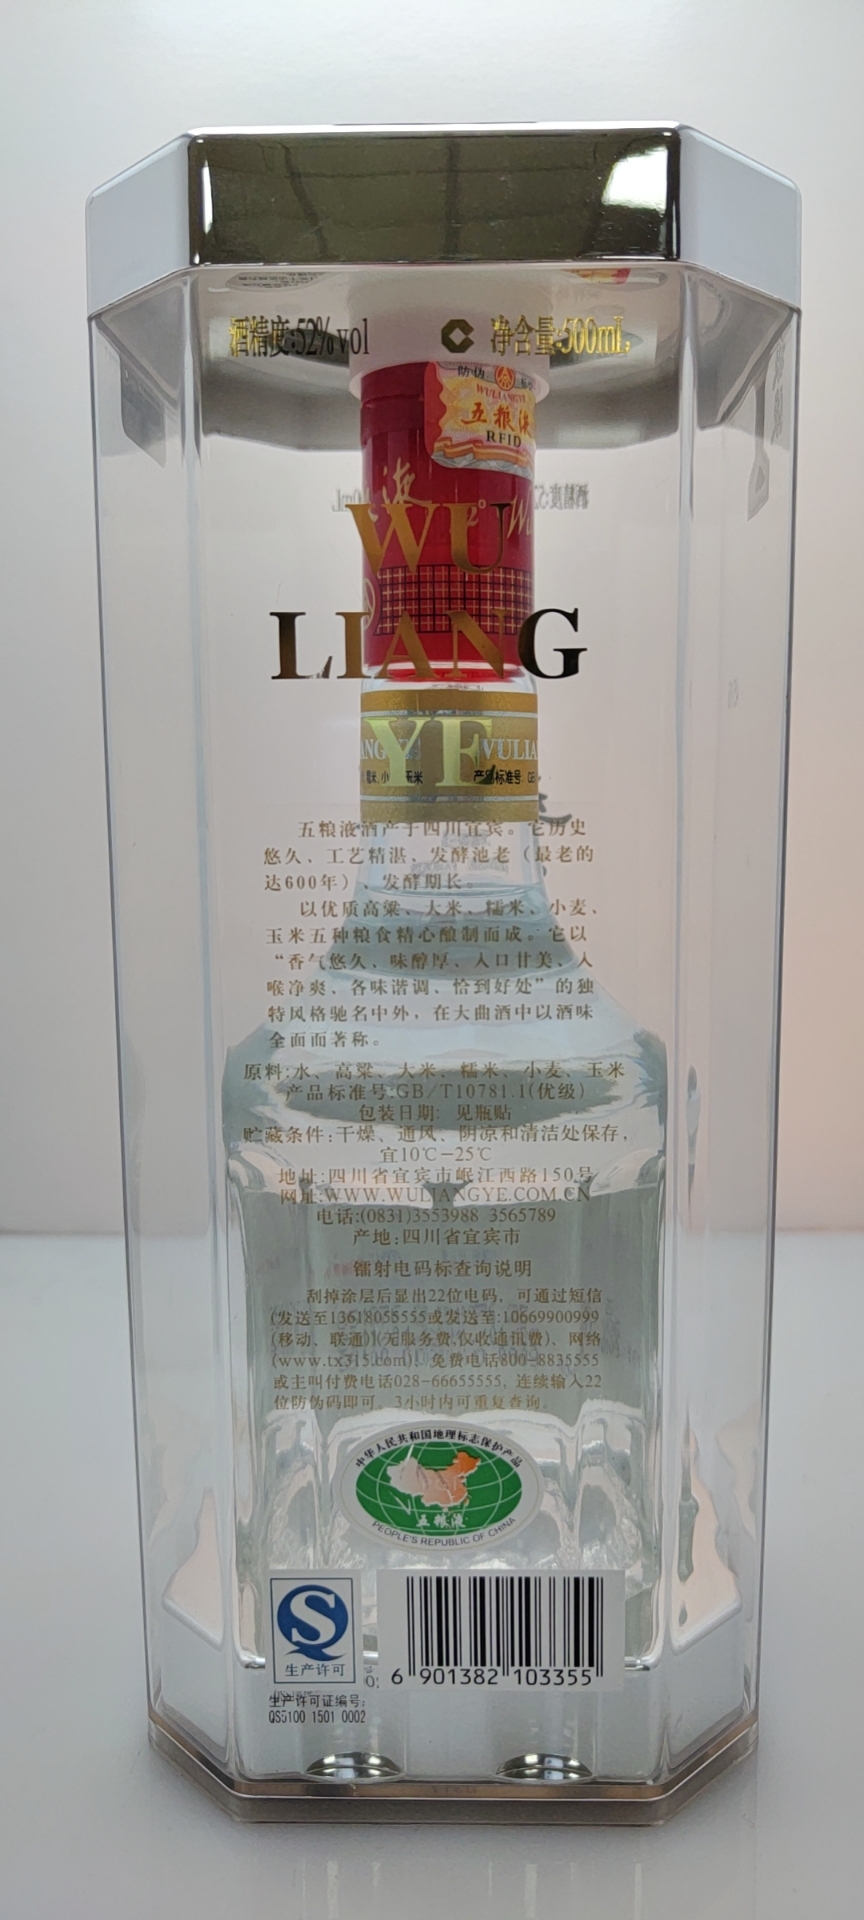 酒精度:52%vol 净含量:500mL
防伪
WULIANGYE
五粮液
RFID
液
WU
LIANG
YE
ANG WULIA
糯米,小 玉米 产品标准号
五粮液酒产于四川宜宾。它历史
悠久、工艺精湛、发酵池老（最老的
达600年）、发酵期长。
以优质高粱、大米、糯米、小麦、
玉米五种粮食精心酿制而成。它以
“香气悠久、味醇厚、入口甘美、入
喉净爽、各味谐调、恰到好处”的独
特风格驰名中外，在大曲酒中以酒味
全面而著称。
原料:水、高粱、大米、糯米、小麦、玉米
产品标准号:GB/T10781.1(优级)
包装日期: 见瓶贴
贮藏条件:干燥、通风、阴凉和清洁处保存,
宜10℃-25℃
地址:四川省宜宾市岷江西路150号
网址:WWW.WULIANGYE.COM.CN
电话:(0831)3553988 3565789
产地:四川省宜宾市
镭射电码标查询说明
刮掉涂层后显出22位电码，可通过短信
(发送至13618055555或发送至:10669900999
(移动、联通)](无服务费,仅收通讯费)、网络
(www.tx315.com)！免费电话800-8835555
或主叫付费电话028-66655555, 连续输入22
位防伪码即可。3小时内可重复查询。
中华人民共和国地理标志保护产品
五粮液
PEOPLE'S REPUBLIC OF CHINA
S
生产许可
6 901382 103355
生产许可证编号:
QS5100 1501 0002